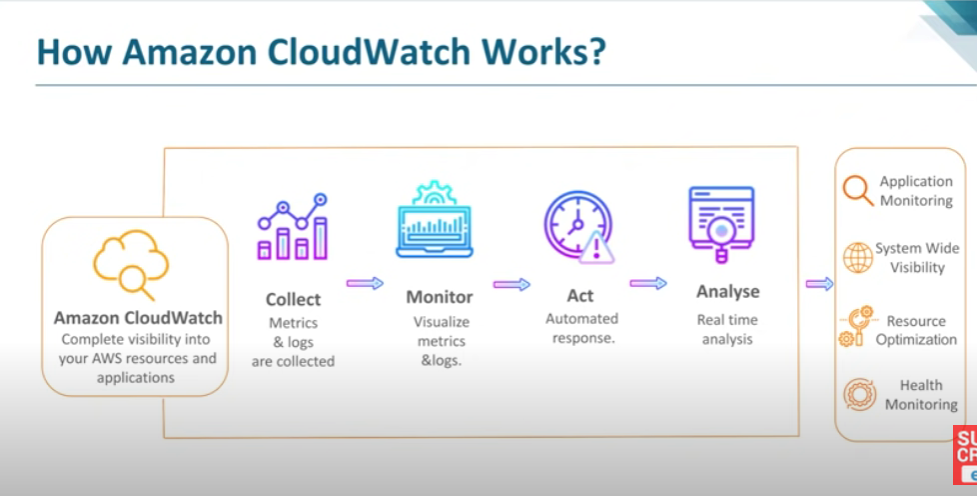 How Amazon CloudWatch Works?
Amazon CloudWatch
Complete visibility into
your AWS resources and
applications
Collect
Metrics
& logs
are collected
Monitor
Visualize
metrics
&logs.
Act
Automated
response.
Analyse
Real time
analysis
Application
Monitoring
System Wide
Visibility
Resource
Optimization
Health
Monitoring